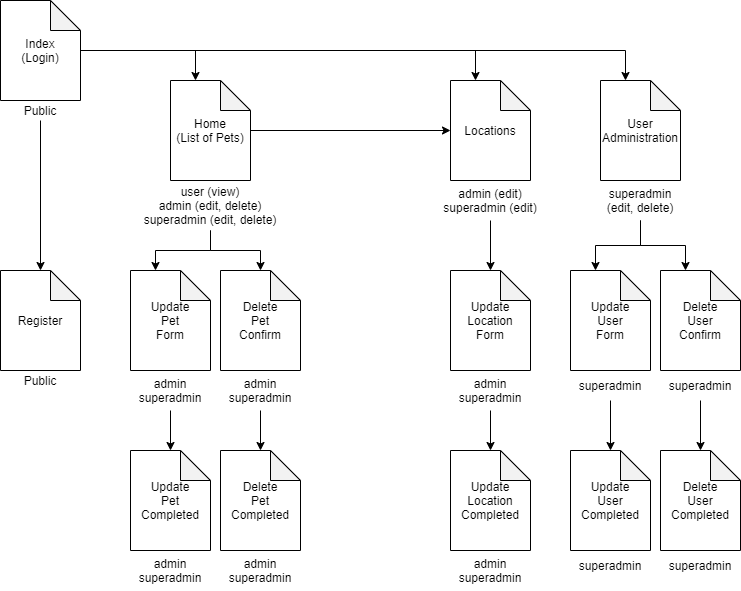 Index
(Login)
Public
Home
(List of Pets)
user (view)
admin (edit, delete)
superadmin (edit, delete)
Locations
admin (edit)
superadmin (edit)
User
Administration
superadmin
(edit, delete)
Register
Public
Update
Pet
Form
admin
superadmin
Delete
Pet
Confirm
admin
superadmin
Update
Location
Form
admin
superadmin
Update
User
Form
superadmin
Delete
User
Confirm
superadmin
Update
Pet
Completed
admin
superadmin
Delete
Pet
Completed
admin
superadmin
Update
Location
Completed
admin
superadmin
Update
User
Completed
superadmin
Delete
User
Completed
superadmin